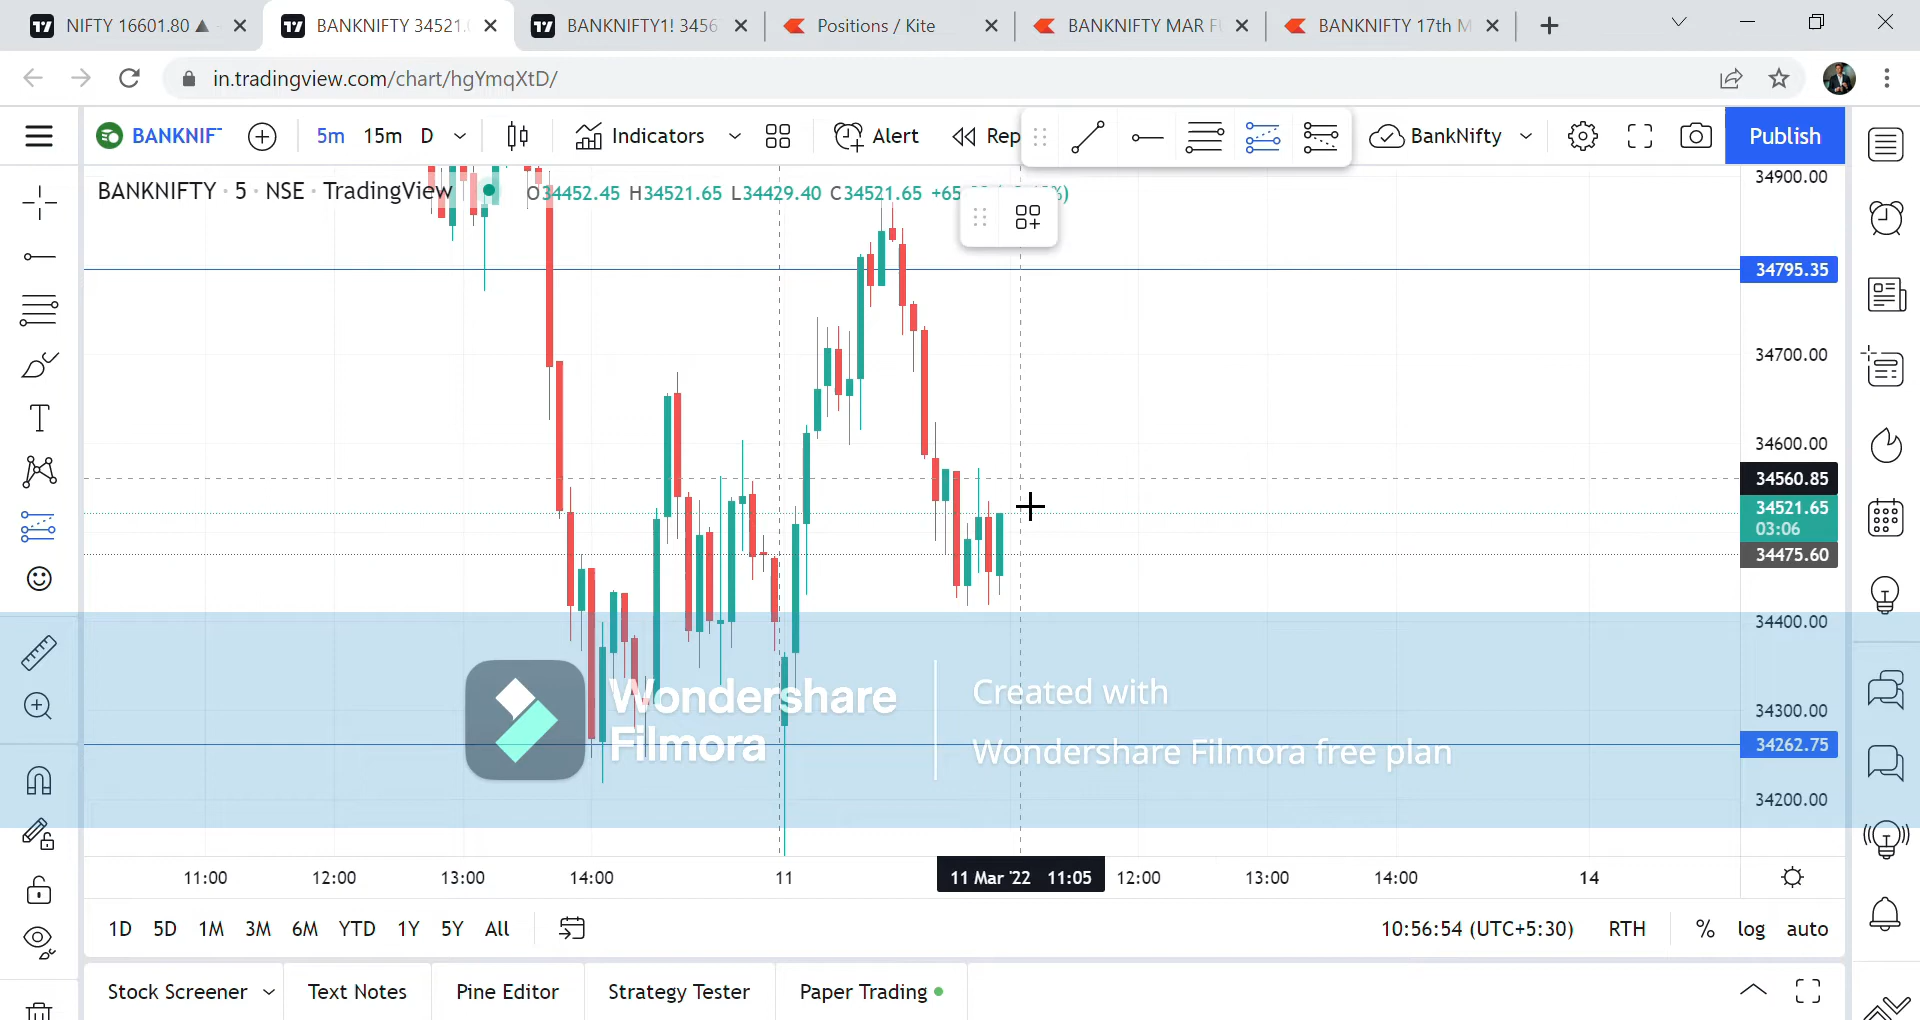 NIFTY 16601.80
BANKNIFTY 34521.
BANKNIFTY1! 3456
Positions / Kite
BANKNIFTY MAR FU
BANKNIFTY 17th M
in.tradingview.com/chart/hgYmqXtD/
BANKNIF
5m 15m D
Indicators
Alert
Rep
BankNifty
Publish
BANKNIFTY · 5 · NSE · TradingView
O34452.45 H34521.65 L34429.40 C34521.65 +65
%)
34900.00
34795.35
34700.00
34600.00
34560.85
34521.65
03:06
34475.60
34400.00
34300.00
34262.75
34200.00
Wondershare
Filmora
Created with
Wondershare Filmora free plan
11:00 12:00 13:00 14:00 11 11 Mar '22 11:05 12:00 13:00 14:00 14
1D 5D 1M 3M 6M YTD 1Y 5Y All
10:56:54 (UTC+5:30) RTH % log auto
Stock Screener Text Notes Pine Editor Strategy Tester Paper Trading